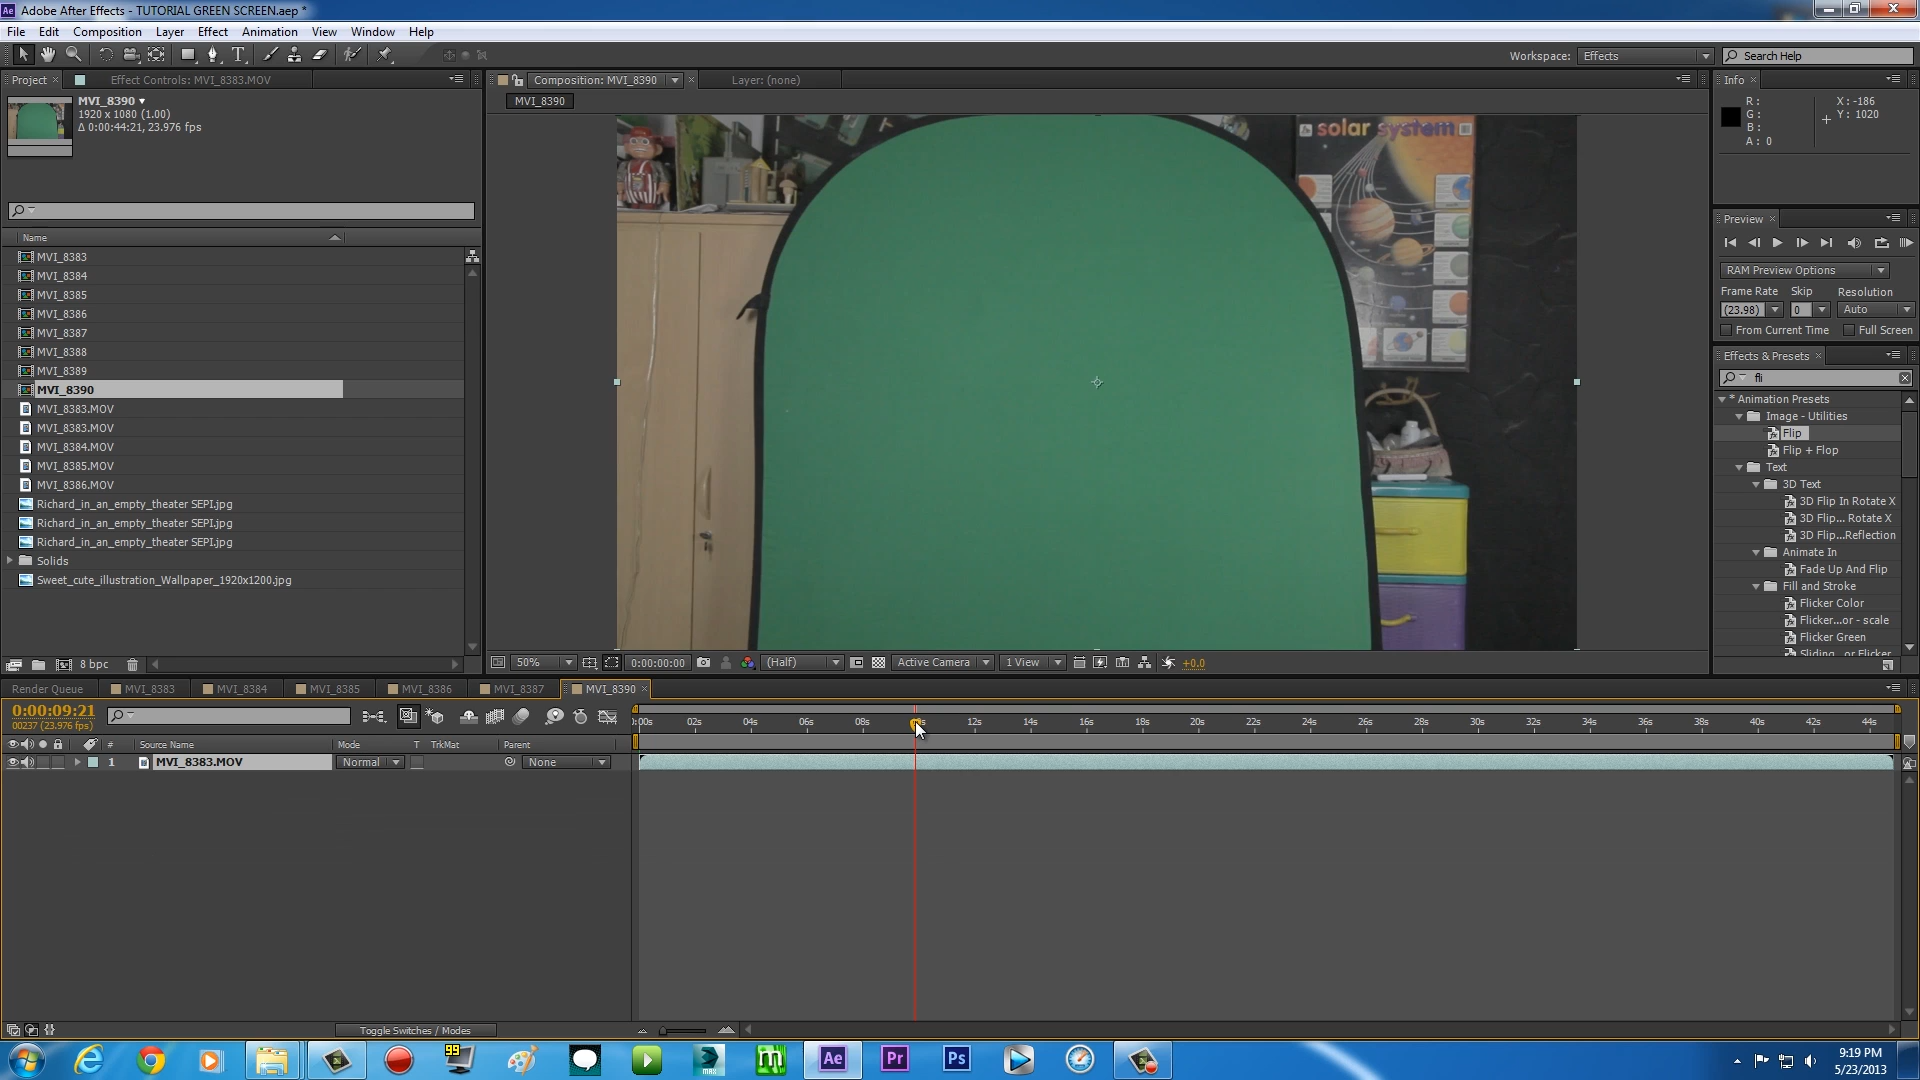 Adobe After Effects - TUTORIAL GREEN SCREEN.aep *
File Edit Composition Layer Effect Animation View Window Help
Workspace: Effects Search Help
Project Effect Controls: MVI_8383.MOV
MVI_8390
1920 x 1080 (1.00)
Δ 0:00:44:21, 23.976 fps
Name
MVI_8383
MVI_8384
MVI_8385
MVI_8386
MVI_8387
MVI_8388
MVI_8389
MVI_8390
MVI_8383.MOV
MVI_8383.MOV
MVI_8384.MOV
MVI_8385.MOV
MVI_8386.MOV
Richard_in_an_empty_theater SEPI.jpg
Richard_in_an_empty_theater SEPI.jpg
Richard_in_an_empty_theater SEPI.jpg
Solids
Sweet_cute_illustration_Wallpaper_1920x1200.jpg
8 bpc
Composition: MVI_8390 Layer: (none)
MVI_8390
solar system
50% 0:00:00:00 (Half) Active Camera 1 View +0.0
Info
R :
G :
B :
A : 0
X : -186
Y : 1020
Preview
RAM Preview Options
Frame Rate Skip Resolution
(23.98) 0 Auto
From Current Time Full Screen
Effects & Presets
fli
* Animation Presets
Image - Utilities
Flip
Flip + Flop
Text
3D Text
3D Flip In Rotate X
3D Flip... Rotate X
3D Flip...Reflection
Animate In
Fade Up And Flip
Fill and Stroke
Flicker Color
Flicker...or - scale
Flicker Green
Sliding...or Flicker
Render Queue MVI_8383 MVI_8384 MVI_8385 MVI_8386 MVI_8387 MVI_8390
0:00:09:21
00237 (23.976 fps)
02s 04s 06s 08s 12s 14s 16s 18s 20s 22s 24s 26s 28s 30s 32s 34s 36s 38s 40s 42s 44s
# Source Name Mode T TrkMat Parent
1 MVI_8383.MOV Normal None
Toggle Switches / Modes
99
MAX
Ae Pr Ps
9:19 PM
5/23/2013